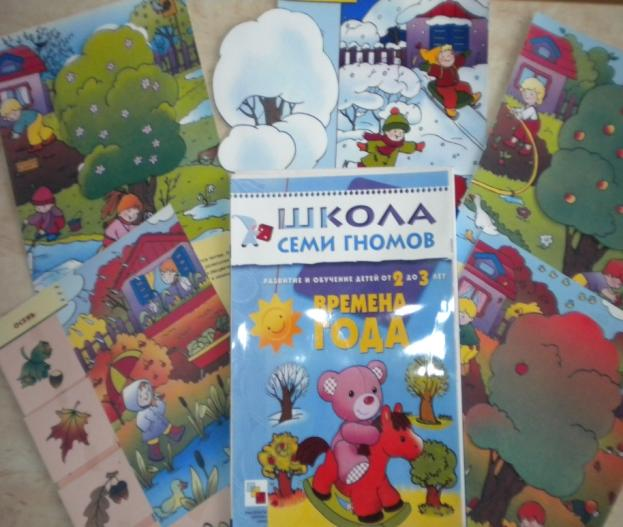 ШКОЛА
СЕМИ ГНОМОВ
РАЗВИТИЕ И ОБУЧЕНИЕ ДЕТЕЙ ОТ 2 ДО 3 ЛЕТ
ВРЕМЕНА
ГОДА
ОСЕНЬ